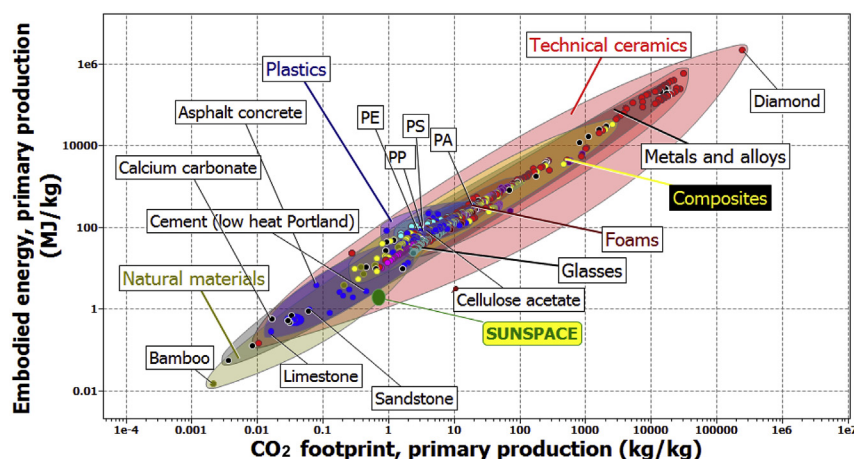 Embodied energy, primary production
(MJ/kg)
1e6
10000
100
1
0.01
Technical ceramics
Plastics
Diamond
Asphalt concrete
PE
PS
PP
PA
Calcium carbonate
Metals and alloys
Composites
Cement (low heat Portland)
Foams
Glasses
Natural materials
Cellulose acetate
SUNSPACE
Bamboo
Limestone
Sandstone
1e-4
0.001
0.01
0.1
1
10
100
1000
10000
100000
1e6
1e7
CO2 footprint, primary production (kg/kg)